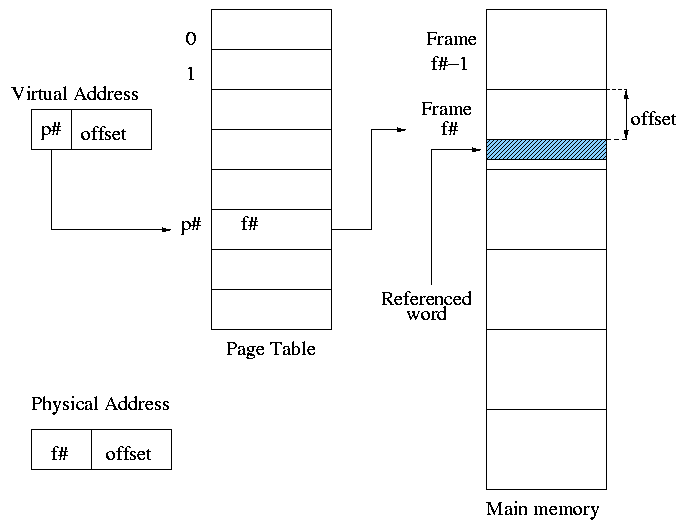 0
1
Virtual Address
p# offset
p# f#
Page Table
Physical Address
f# offset
Frame
f#−1
Frame
f#
offset
Referenced
word
Main memory